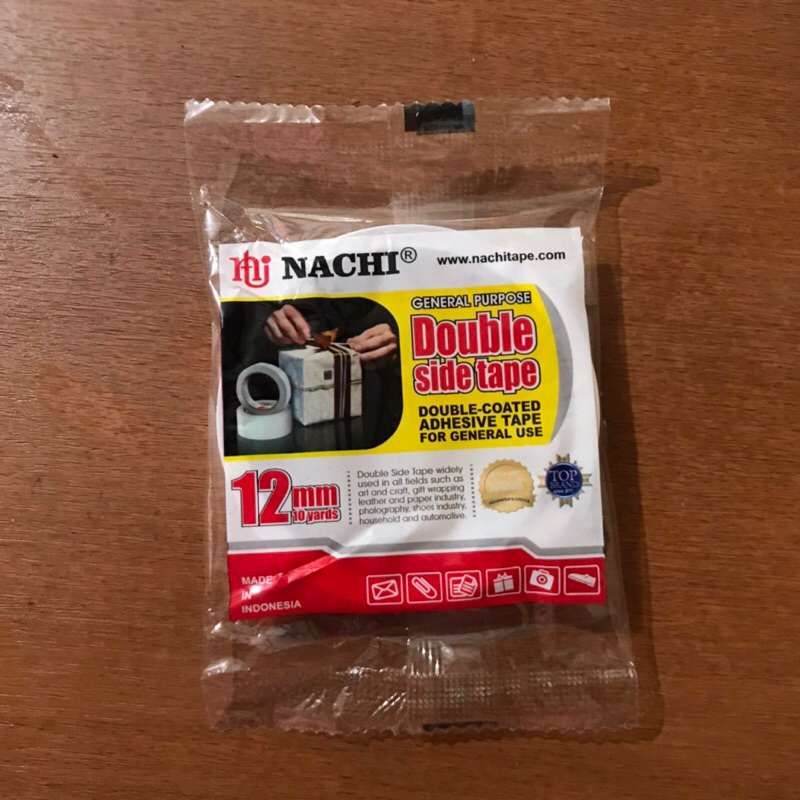 NACHI® www.nachitape.com
GENERAL PURPOSE
Double
side tape
DOUBLE-COATED
ADHESIVE TAPE
FOR GENERAL USE
12mm
10 yards
Double Side Tape widely
used in all fields such as
art and craft, gift wrapping
leather and paper industry,
photography, shoes industry,
household and automotive.
TOP
BRAND
MADE
IN
INDONESIA